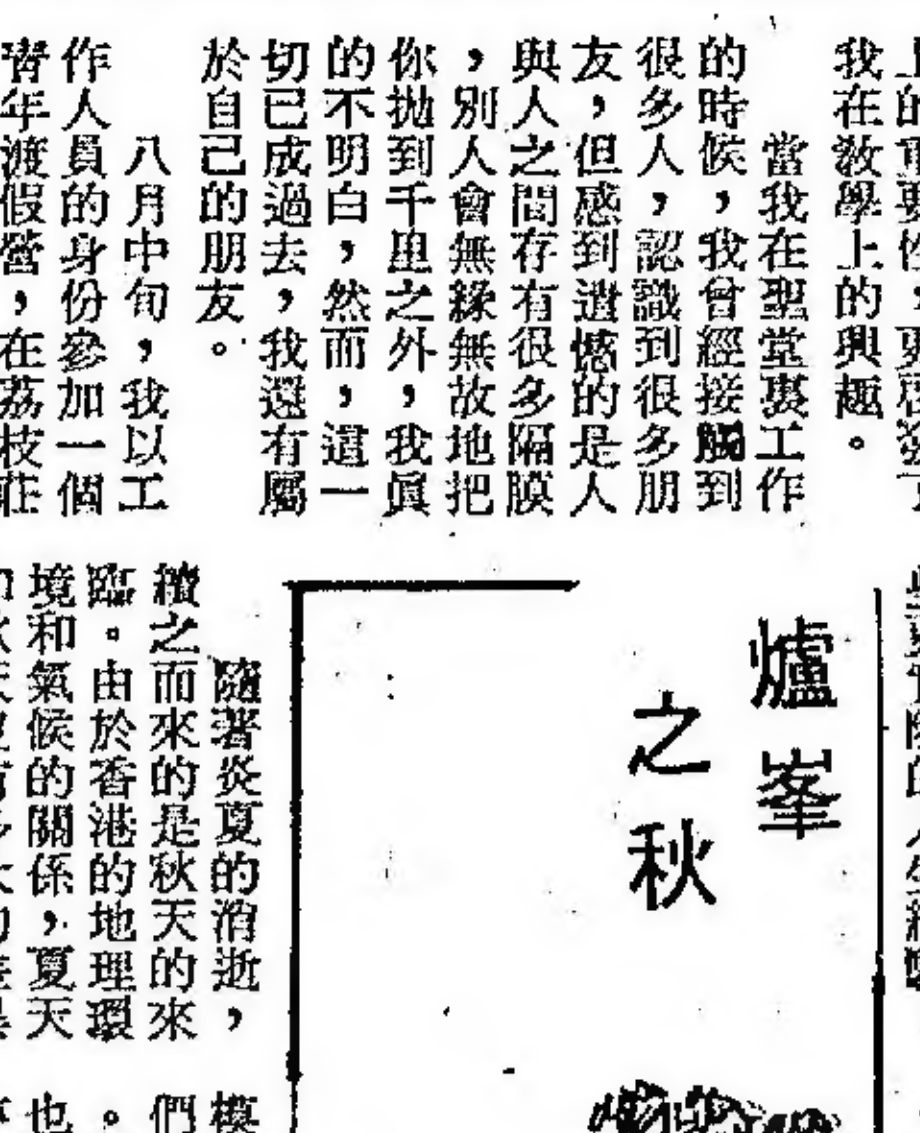 我在敎學上的興趣。
當我在聖堂裏工作
的時候，我會經接觸到
很多人，認識到很多朋
友，但感到遺憾的是人
與人之間存有很多隔膜
，別人會無緣無故地把
你拋到千里之外，我眞
的不明白，然而，這一
切已成過去，我還有屬
於自己的朋友。
八月中旬，我以工
作人員的身份參加一個
靑年渡假營，在荔枝莊
爐峯
之秋
隨著炎夏的消逝，
續之而來的是秋天的來
臨。由於香港的地理環
境和氣候的關係，夏天
模
們
。
也